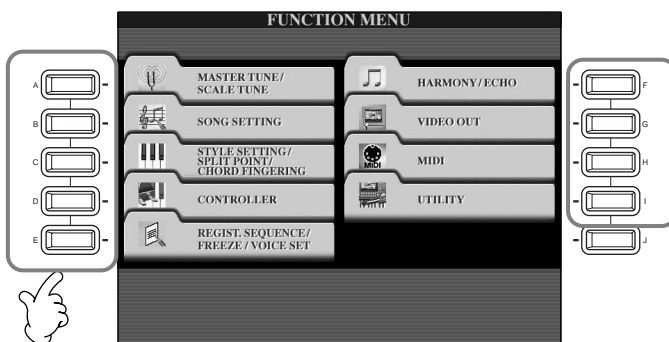 FUNCTION MENU
A
MASTER TUNE/
SCALE TUNE
B
SONG SETTING
C
STYLE SETTING/
SPLIT POINT/
CHORD FINGERING
D
CONTROLLER
E
REGIST. SEQUENCE/
FREEZE / VOICE SET
HARMONY/ECHO
F
VIDEO OUT
G
MIDI
MIDI
H
UTILITY
I
J